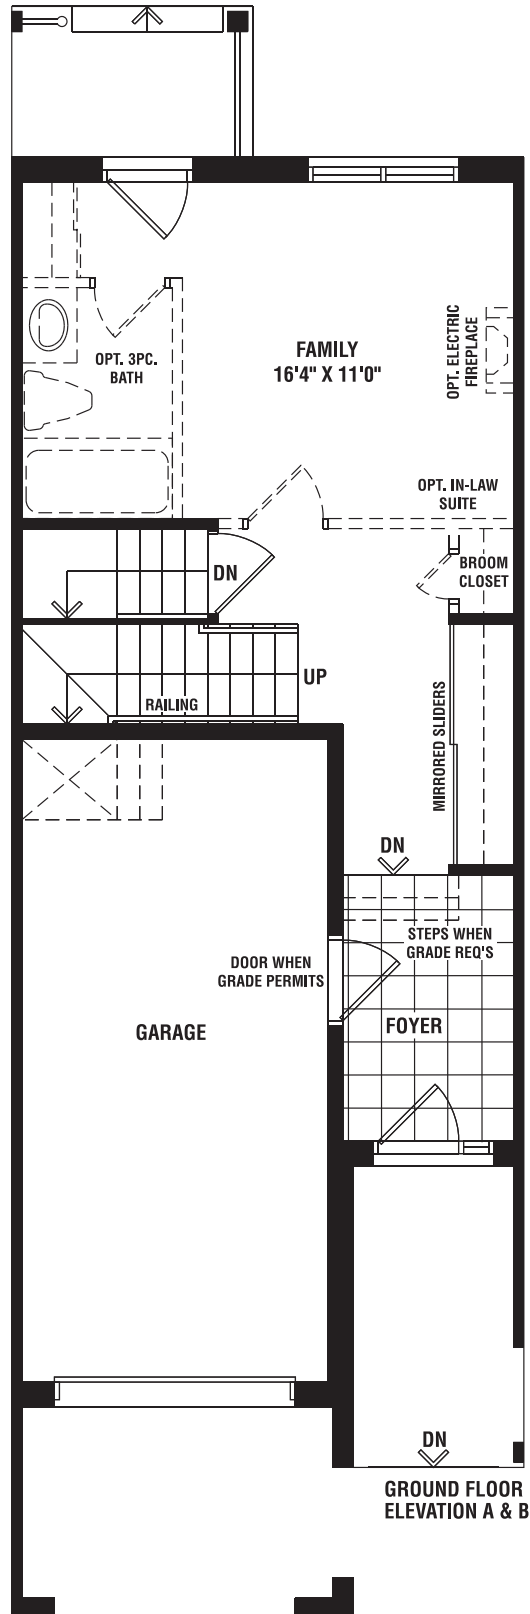 OPT. 3PC.
BATH
FAMILY
16'4" X 11'0"
OPT. ELECTRIC
FIREPLACE
OPT. IN-LAW
SUITE
BROOM
CLOSET
DN
UP
RAILING
MIRRORED SLIDERS
DN
STEPS WHEN
GRADE REQ'S
DOOR WHEN
GRADE PERMITS
GARAGE
FOYER
DN
GROUND FLOOR
ELEVATION A & B